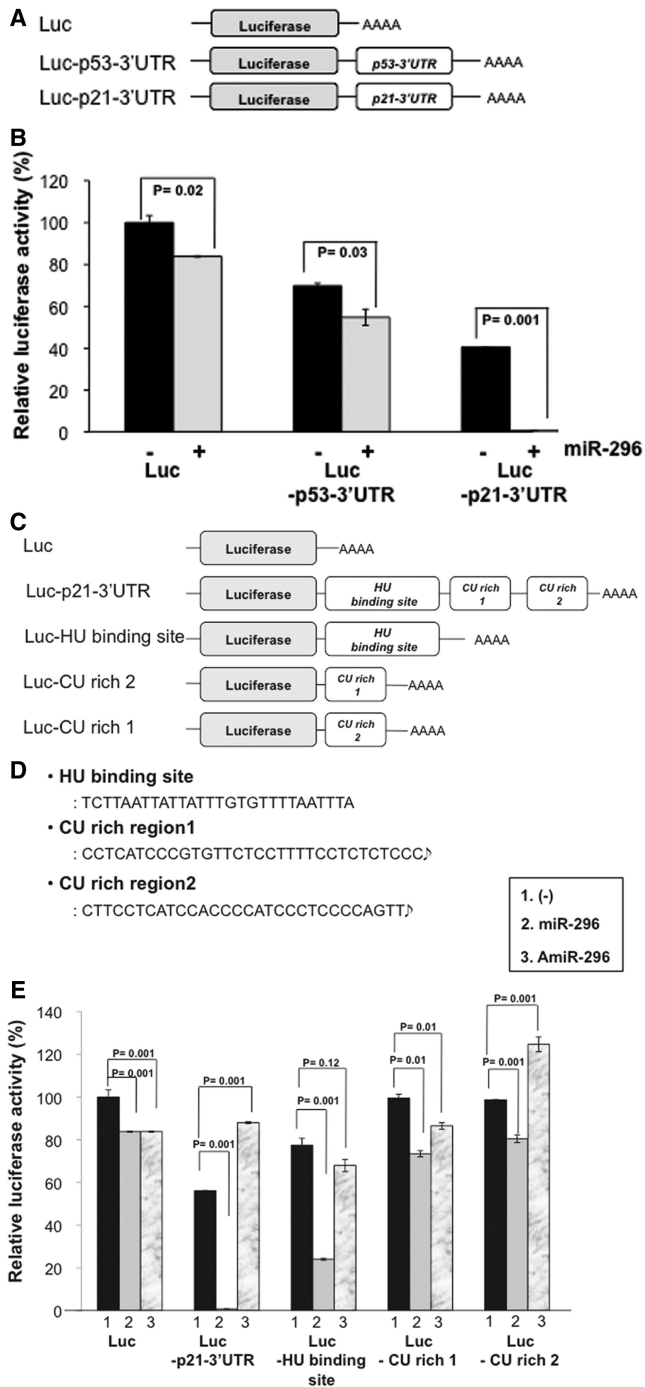 A
Luc
Luciferase
AAAA
Luc-p53-3'UTR
Luciferase
p53-3'UTR
AAAA
Luc-p21-3'UTR
Luciferase
p21-3'UTR
AAAA
B
Relative luciferase activity (%)
120
100
80
60
40
20
0
P= 0.02
P= 0.03
P= 0.001
- + - + - + miR-296
Luc
Luc
-p53-3'UTR
Luc
-p21-3'UTR
C
Luc
Luciferase
AAAA
Luc-p21-3'UTR
Luciferase
HU
binding site
CU rich
1
CU rich
2
AAAA
Luc-HU binding site
Luciferase
HU
binding site
AAAA
Luc-CU rich 2
Luciferase
CU rich
1
AAAA
Luc-CU rich 1
Luciferase
CU rich
2
AAAA
D
• HU binding site
: TCTTAATTATTATTTGTGTTTTAATTTA
• CU rich region1
: CCTCATCCCGTGTTCTCCTTTTCCTCTCTCCC♪
• CU rich region2
: CTTCCTCATCCACCCCATCCCTCCCCAGTT♪
1. (-)
2. miR-296
3. AmiR-296
E
Relative luciferase activity (%)
140
120
100
80
60
40
20
0
P= 0.001
P= 0.001
P= 0.001
P= 0.001
P= 0.12
P= 0.001
P= 0.01
P= 0.01
P= 0.001
P= 0.001
1 2 3 1 2 3 1 2 3 1 2 3 1 2 3
Luc
Luc
-p21-3'UTR
Luc
-HU binding
site
Luc
- CU rich 1
Luc
- CU rich 2